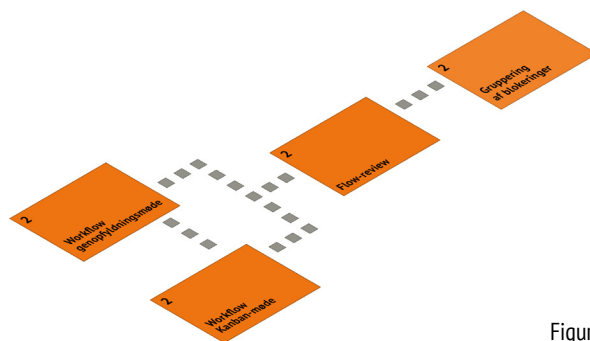 2
Gruppering
af blokeringer
2
Flow-review
2
Workflow
genopfyldningsmøde
2
Workflow
Kanban-møde
Figur